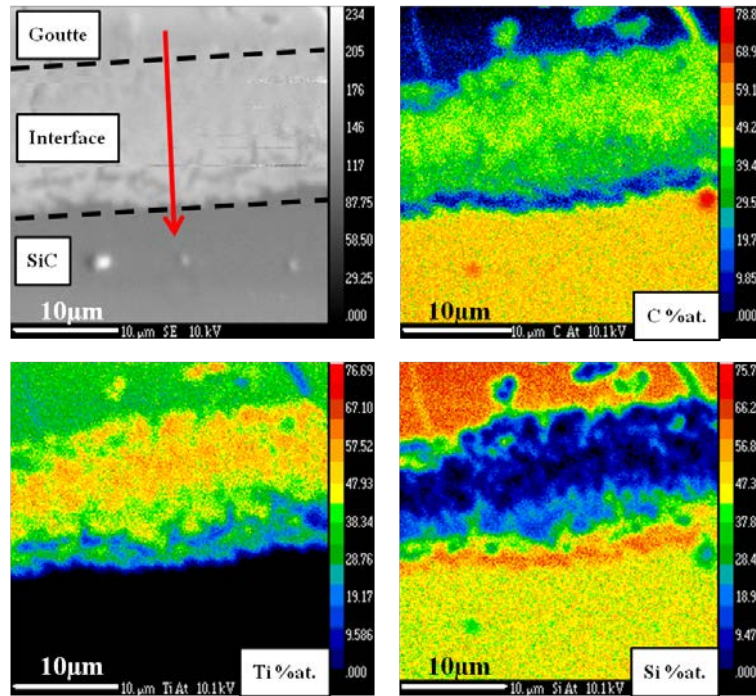 Goutte
Interface
SiC
10µm
10.µm SE 10.kV
234
205
176
146
117
87.75
58.50
29.25
.000
C %at.
10µm
10.µm C At 10.1kV
78.8
68.9
59.1
49.2
39.4
29.5
19.7
9.85
.000
Ti %at.
10µm
10.µm Ti At 10.1kV
76.69
67.10
57.52
47.93
38.34
28.76
19.17
9.586
.000
Si %at.
10µm
10.µm Si At 10.1kV
75.7
66.2
56.8
47.3
37.8
28.4
18.9
9.47
.000